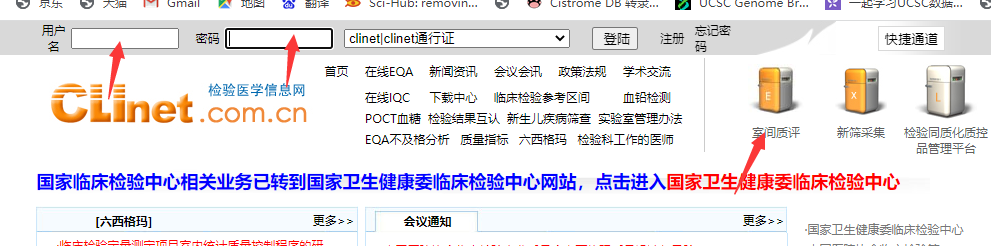 京东 天猫 Gmail 地图 翻译 Sci-Hub: removin... Cistrome DB 转录... UCSC Genome Br... 一起学习UCSC数据...
用户名 密码 clinet|clinet通行证 登陆 注册 忘记密码 快捷通道
首页 在线EQA 新闻资讯 会议会讯 政策法规 学术交流
检验医学信息网
CLinet.com.cn
在线IQC 下载中心 临床检验参考区间 血铅检测
POCT血糖 检验结果互认 新生儿疾病筛查 实验室管理办法
EQA不及格分析 质量指标 六西格玛 检验科工作的医师
E X L
室间质评 新筛采集 检验同质化质控品管理平台
国家临床检验中心相关业务已转到国家卫生健康委临床检验中心网站，点击进入国家卫生健康委临床检验中心
[六西格玛] 更多>> 会议通知 更多>>
·国家卫生健康委临床检验中心